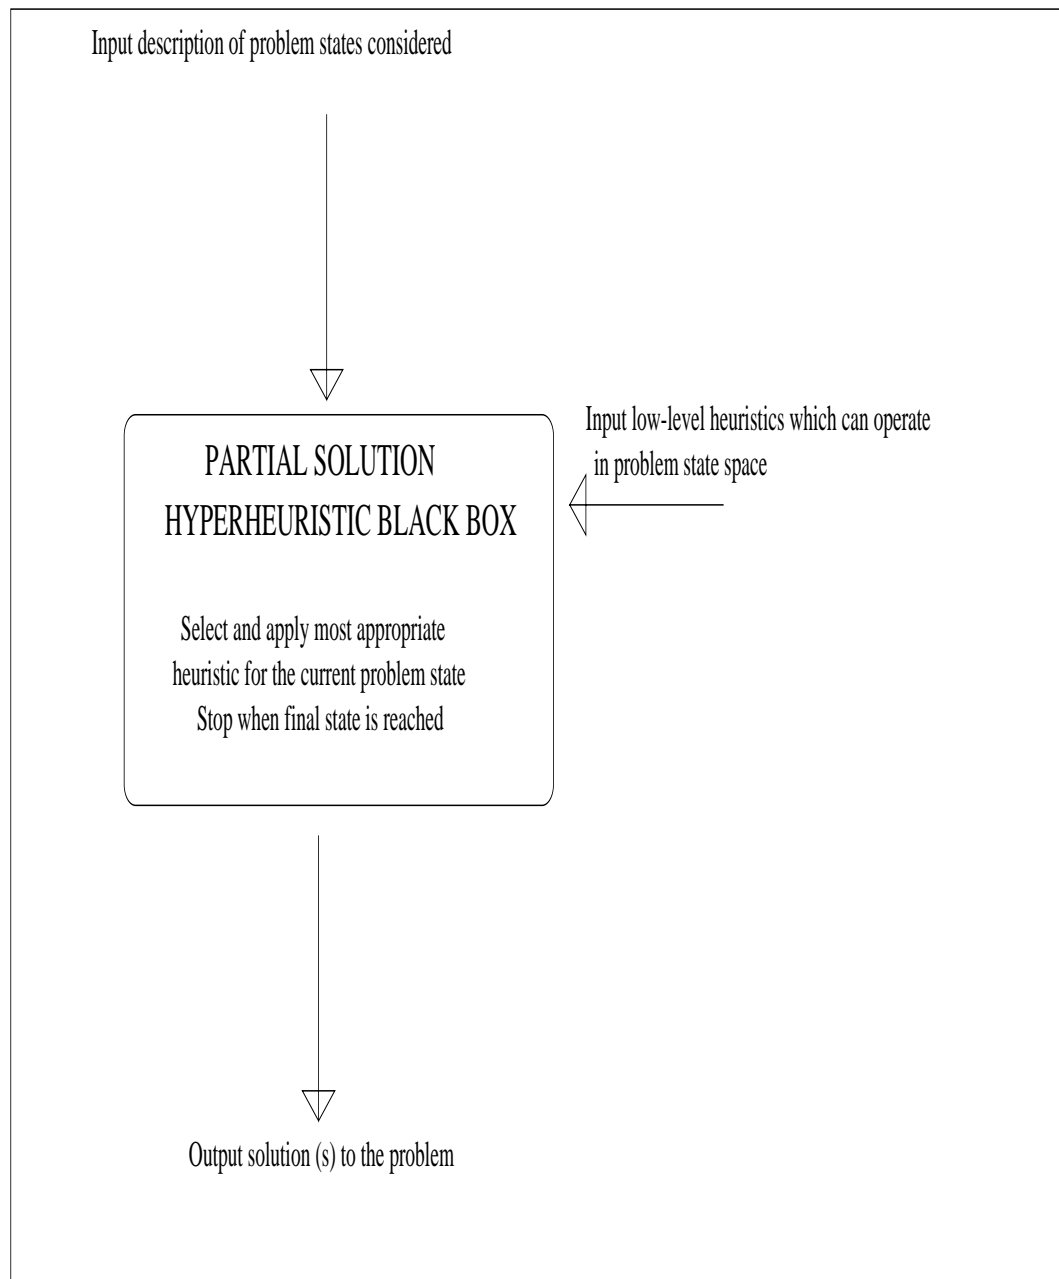 Input description of problem states considered
Input low-level heuristics which can operate
in problem state space
PARTIAL SOLUTION
HYPERHEURISTIC BLACK BOX
Select and apply most appropriate
heuristic for the current problem state
Stop when final state is reached
Output solution (s) to the problem